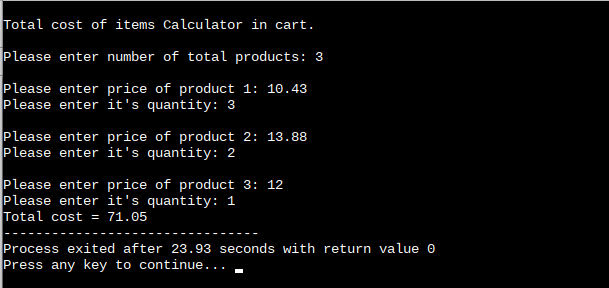 Total cost of items Calculator in cart.
Please enter number of total products: 3
Please enter price of product 1: 10.43
Please enter it's quantity: 3
Please enter price of product 2: 13.88
Please enter it's quantity: 2
Please enter price of product 3: 12
Please enter it's quantity: 1
Total cost = 71.05
--------------------------------
Process exited after 23.93 seconds with return value 0
Press any key to continue...